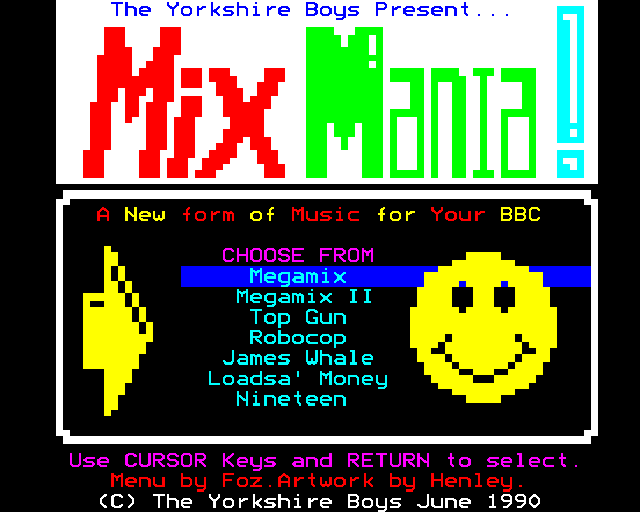 The Yorkshire Boys Present...
Mix Mania!
A New form of Music for Your BBC
CHOOSE FROM
Megamix
Megamix II
Top Gun
Robocop
James Whale
Loadsa' Money
Nineteen
Use CURSOR Keys and RETURN to select.
Menu by Foz.Artwork by Henley.
(C) The Yorkshire Boys June 1990